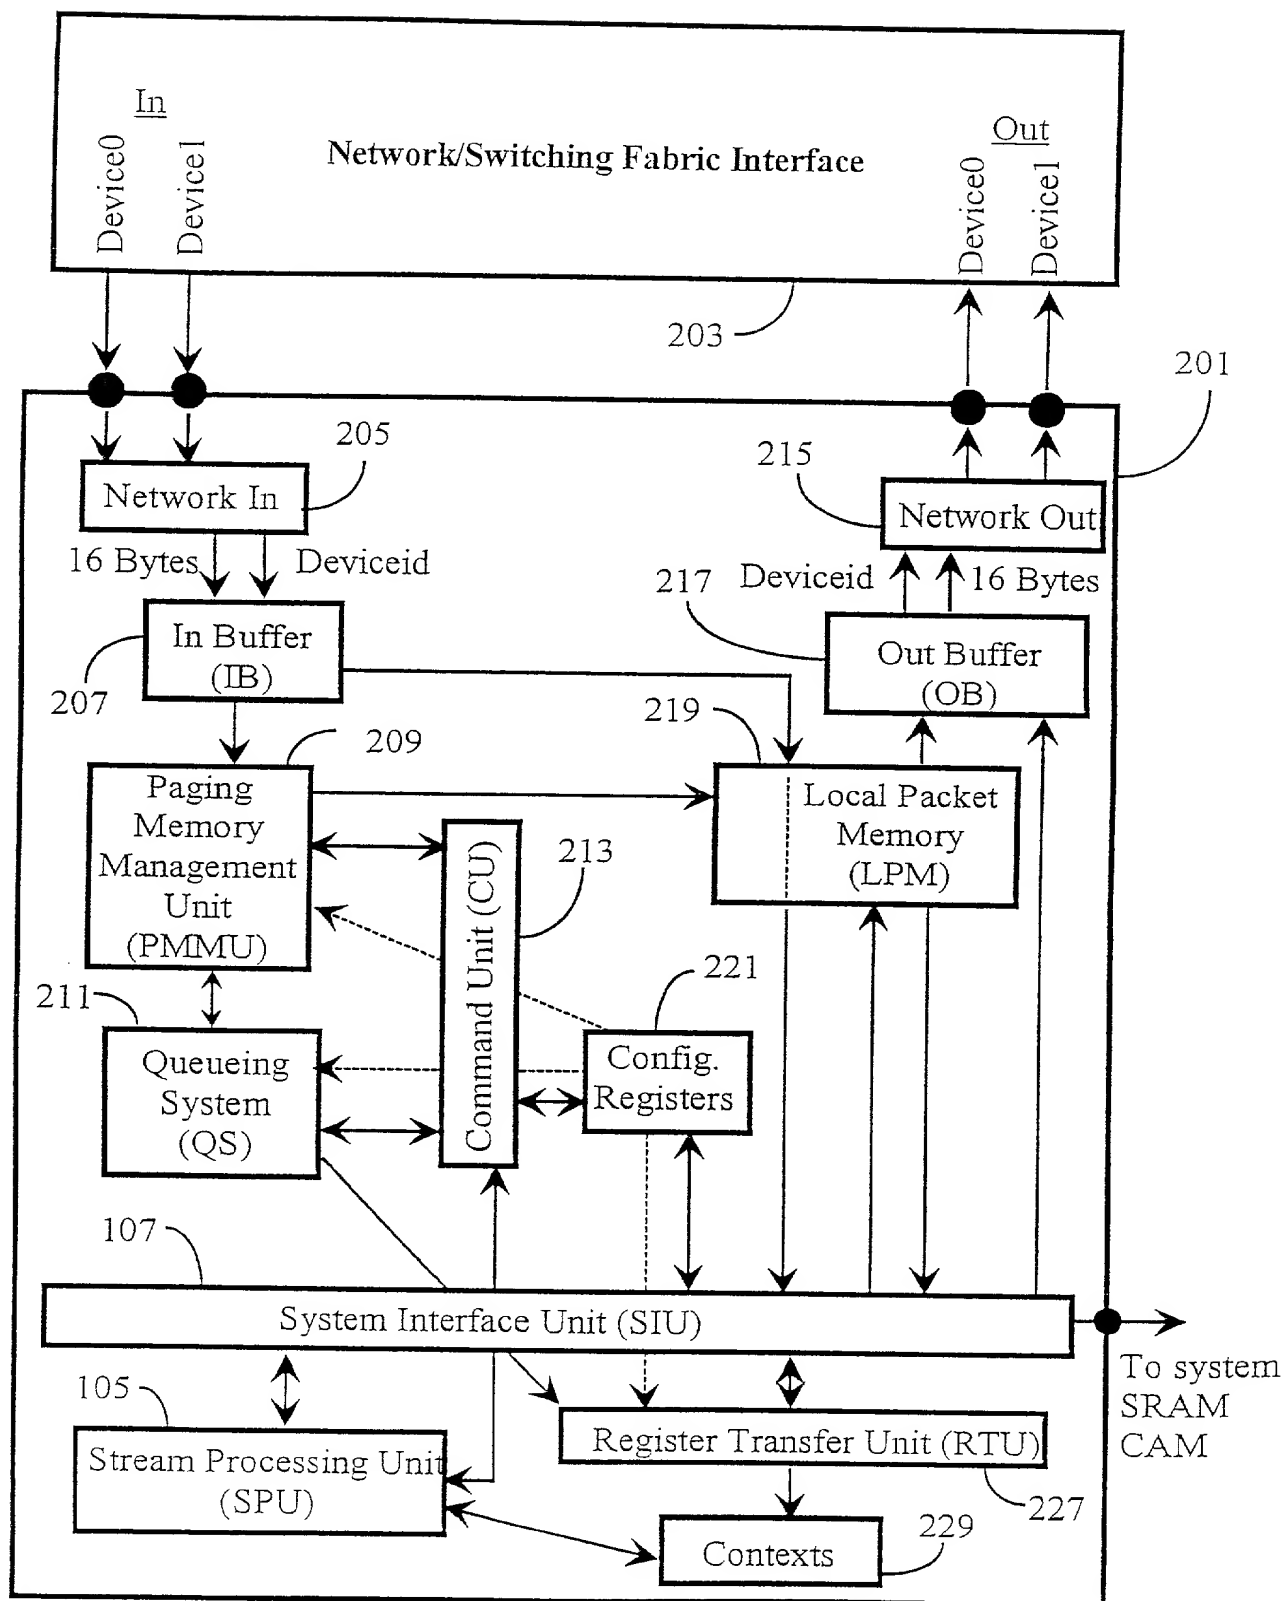 In
Device0
Device1
Network/Switching Fabric Interface
Out
Device0
Device1
203
201
205
215
Network In
Network Out
16 Bytes
Deviceid
217
Deviceid
16 Bytes
In Buffer
(IB)
207
Out Buffer
(OB)
219
209
Paging
Memory
Management
Unit
(PMMU)
Local Packet
Memory
(LPM)
213
Command Unit (CU)
221
211
Queueing
System
(QS)
Config.
Registers
107
System Interface Unit (SIU)
To system
SRAM
CAM
105
Stream Processing Unit
(SPU)
Register Transfer Unit (RTU)
227
229
Contexts